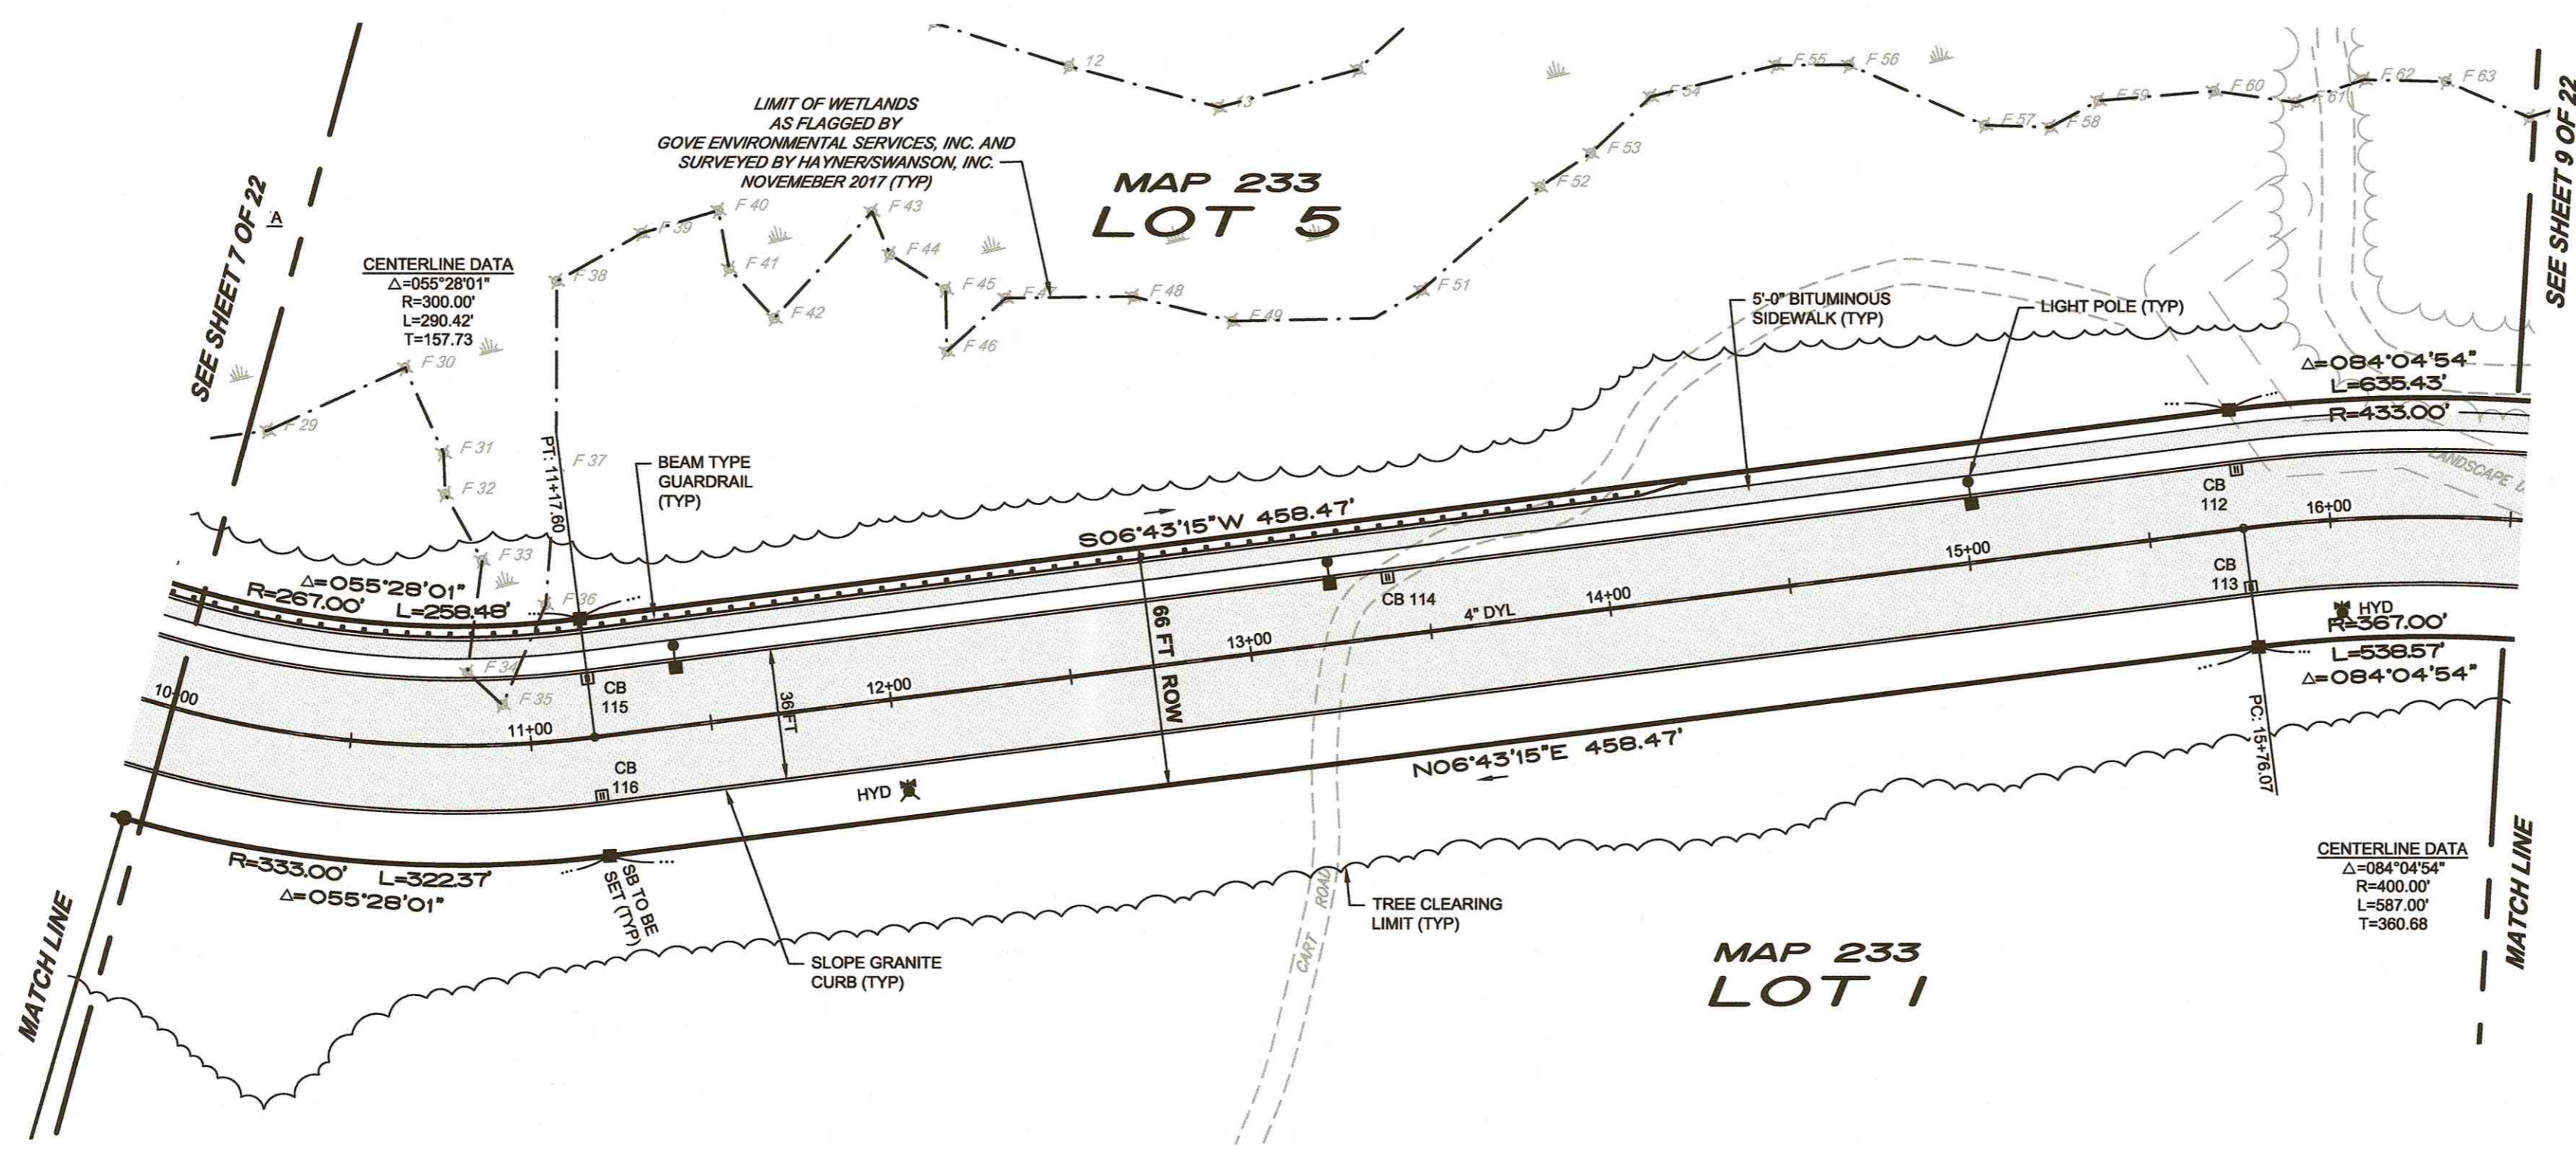 12
13
F 55
F 56
F 54
F 57
F 58
F 59
F 60
F 61
F 62
F 63
SEE SHEET 9 OF 22
LIMIT OF WETLANDS
AS FLAGGED BY
GOVE ENVIRONMENTAL SERVICES, INC. AND
SURVEYED BY HAYNER/SWANSON, INC.
NOVEMEBER 2017 (TYP)
MAP 233
LOT 5
F 53
F 52
F 51
SEE SHEET 7 OF 22
A
CENTERLINE DATA
Δ=055°28'01"
R=300.00'
L=290.42'
T=157.73
F 38
F 39
F 40
F 41
F 42
F 43
F 44
F 45
F 46
F 47
F 48
F 49
F 29
F 30
F 31
F 32
F 33
F 34
F 35
F 36
F 37
5'-0" BITUMINOUS
SIDEWALK (TYP)
LIGHT POLE (TYP)
Δ=084°04'54"
L=635.43'
R=433.00'
LANDSCAPE
PT: 11+17.60
BEAM TYPE
GUARDRAIL
(TYP)
S06°43'15"W 458.47'
Δ=055°28'01"
R=267.00'
L=258.48'
CB
112
16+00
15+00
CB
113
HYD
R=367.00'
L=538.57'
Δ=084°04'54"
PC: 15+76.07
CB 114
14+00
4" DYL
13+00
66 FT ROW
12+00
36 FT
CB
115
11+00
10+00
CB
116
HYD
N06°43'15"E 458.47'
R=333.00'
L=322.37'
Δ=055°28'01"
SB TO BE
SET (TYP)
SLOPE GRANITE
CURB (TYP)
CART ROAD
TREE CLEARING
LIMIT (TYP)
MAP 233
LOT 1
CENTERLINE DATA
Δ=084°04'54"
R=400.00'
L=587.00'
T=360.68
MATCH LINE
MATCH LINE